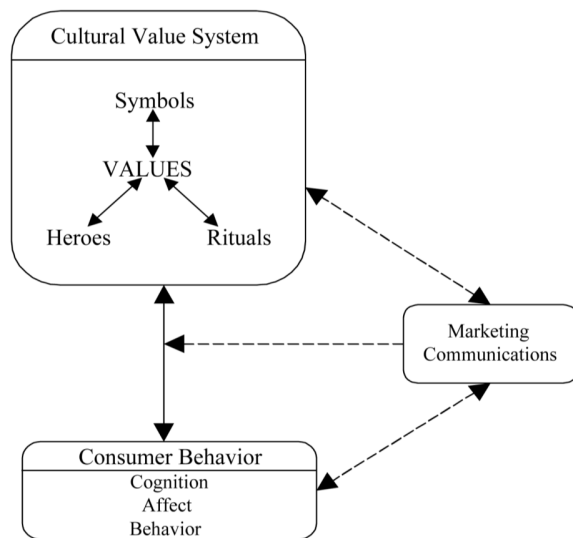 Cultural Value System
Symbols
VALUES
Heroes
Rituals
Marketing
Communications
Consumer Behavior
Cognition
Affect
Behavior